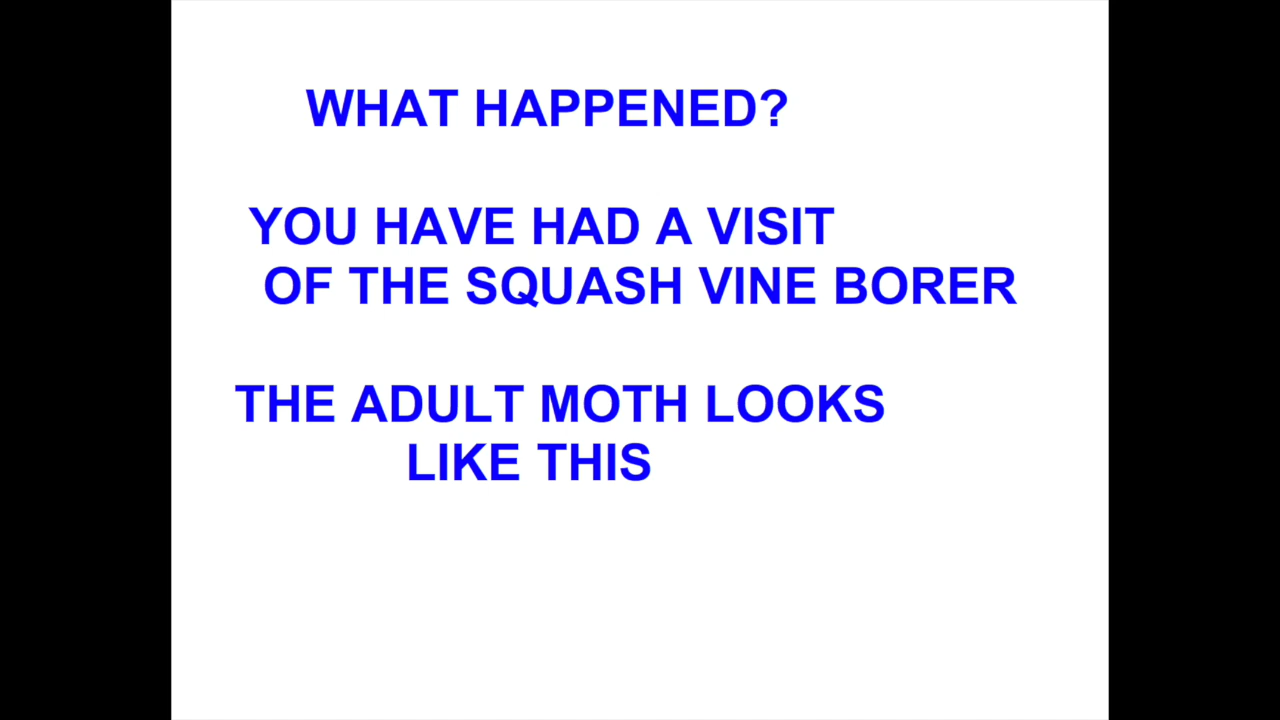 WHAT HAPPENED?
YOU HAVE HAD A VISIT
OF THE SQUASH VINE BORER
THE ADULT MOTH LOOKS
LIKE THIS